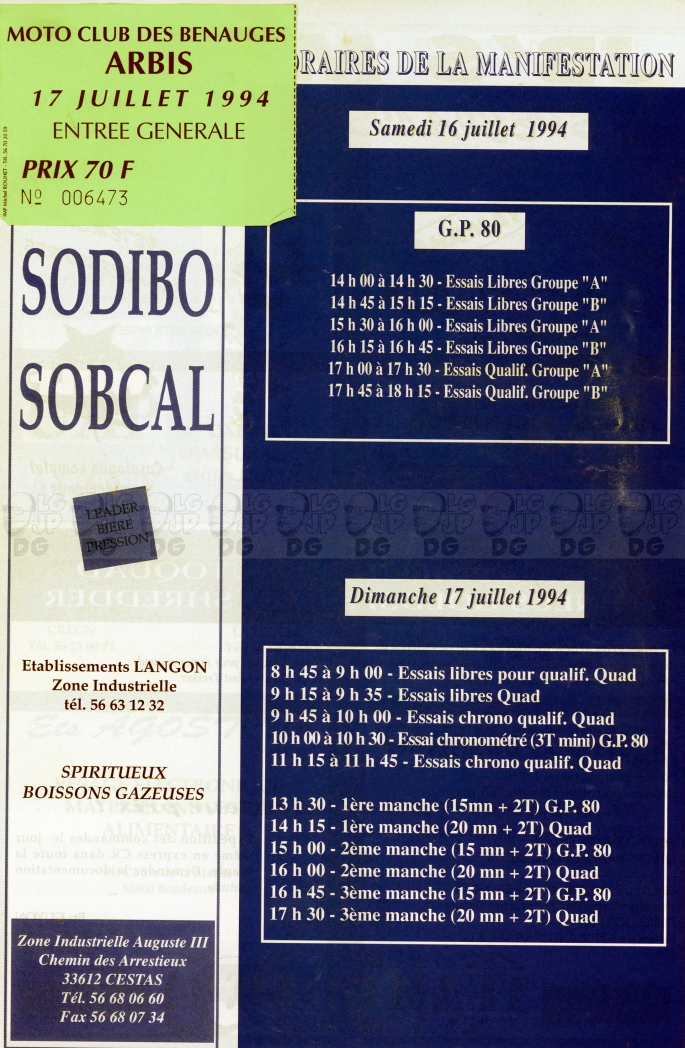 MOTO CLUB DES BENAUGES
ARBIS
17 JUILLET 1994
ENTREE GENERALE
PRIX 70 F
Nº 006473
RAIRES DE LA MANIFESTATION
SODIBO
SOBCAL
LEADER
BIERE
PRESSION
Etablissements LANGON
Zone Industrielle
tél. 56 63 12 32
SPIRITUEUX
BOISSONS GAZEUSES
Zone Industrielle Auguste III
Chemin des Arrestieux
33612 CESTAS
Tél. 56 68 06 60
Fax 56 68 07 34
Samedi 16 juillet 1994
G.P. 80
14 h 00 à 14 h 30 - Essais Libres Groupe "A"
14 h 45 à 15 h 15 - Essais Libres Groupe "B"
15 h 30 à 16 h 00 - Essais Libres Groupe "A"
16 h 15 à 16 h 45 - Essais Libres Groupe "B"
17 h 00 à 17 h 30 - Essais Qualif. Groupe "A"
17 h 45 à 18 h 15 - Essais Qualif. Groupe "B"
Dimanche 17 juillet 1994
8 h 45 à 9 h 00 - Essais libres pour qualif. Quad
9 h 15 à 9 h 35 - Essais libres Quad
9 h 45 à 10 h 00 - Essais chrono qualif. Quad
10 h 00 à 10 h 30 - Essai chronométré (3T mini) G.P. 80
11 h 15 à 11 h 45 - Essais chrono qualif. Quad
13 h 30 - 1ère manche (15mn + 2T) G.P. 80
14 h 15 - 1ère manche (20 mn + 2T) Quad
15 h 00 - 2ème manche (15 mn + 2T) G.P. 80
16 h 00 - 2ème manche (20 mn + 2T) Quad
16 h 45 - 3ème manche (15 mn + 2T) G.P. 80
17 h 30 - 3ème manche (20 mn + 2T) Quad